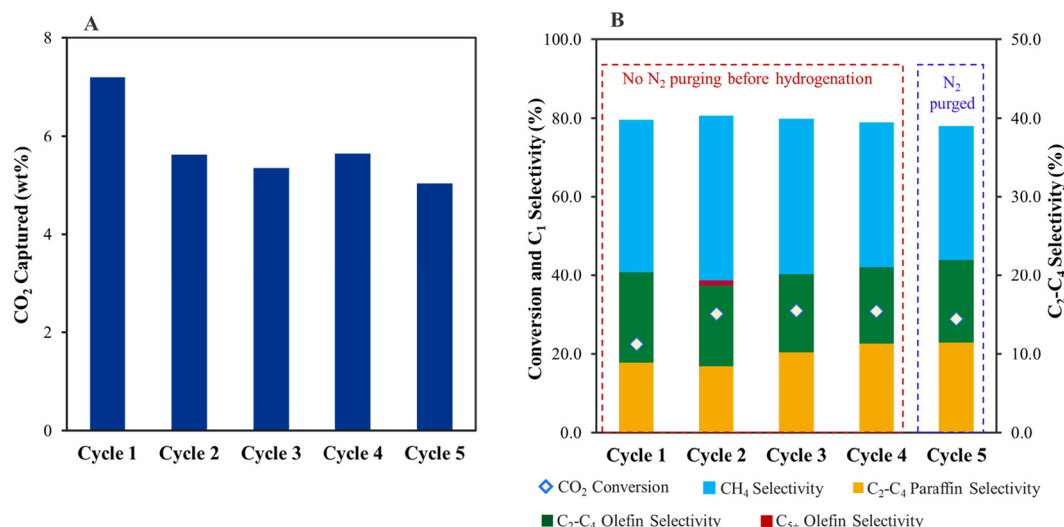 A
CO₂ Captured (wt%)
8
6
4
2
0
Cycle 1 Cycle 2 Cycle 3 Cycle 4 Cycle 5
B
Conversion and C₁ Selectivity (%)
100.0
80.0
60.0
40.0
20.0
0.0
No N₂ purging before hydrogenation
N₂
purged
50.0
40.0
30.0
20.0
10.0
0.0
C₂-C₄ Selectivity (%)
Cycle 1 Cycle 2 Cycle 3 Cycle 4 Cycle 5
CO₂ Conversion CH₄ Selectivity C₂-C₄ Paraffin Selectivity
C₂-C₄ Olefin Selectivity C₅₊ Olefin Selectivity